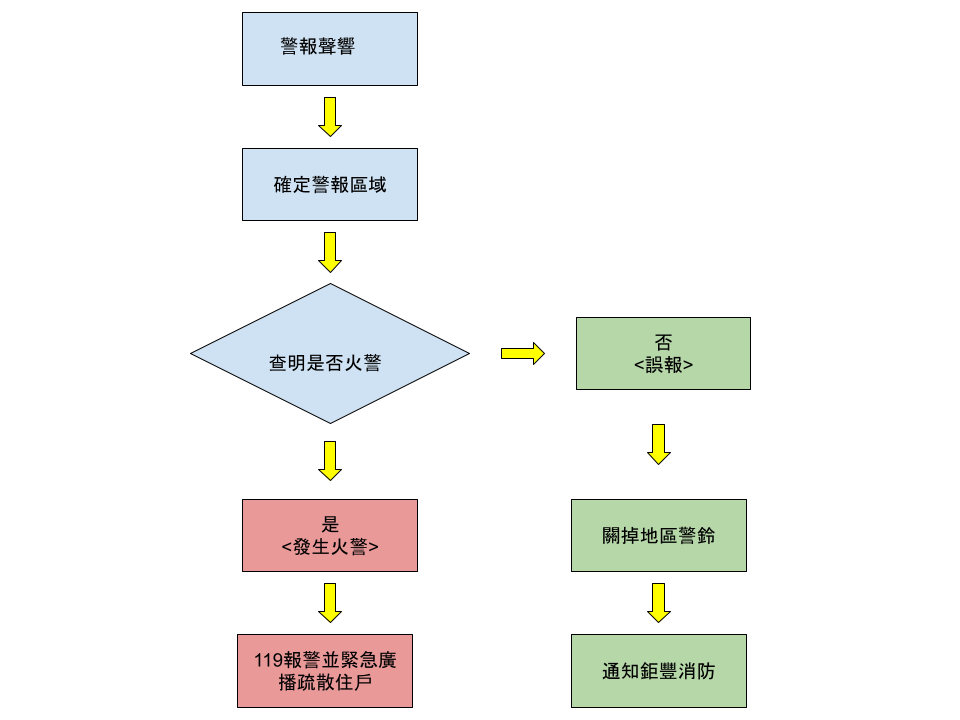 警報聲響
確定警報區域
查明是否火警
否
<誤報>
是
<發生火警>
關掉地區警鈴
119報警並緊急廣
播疏散住戶
通知鉅豐消防